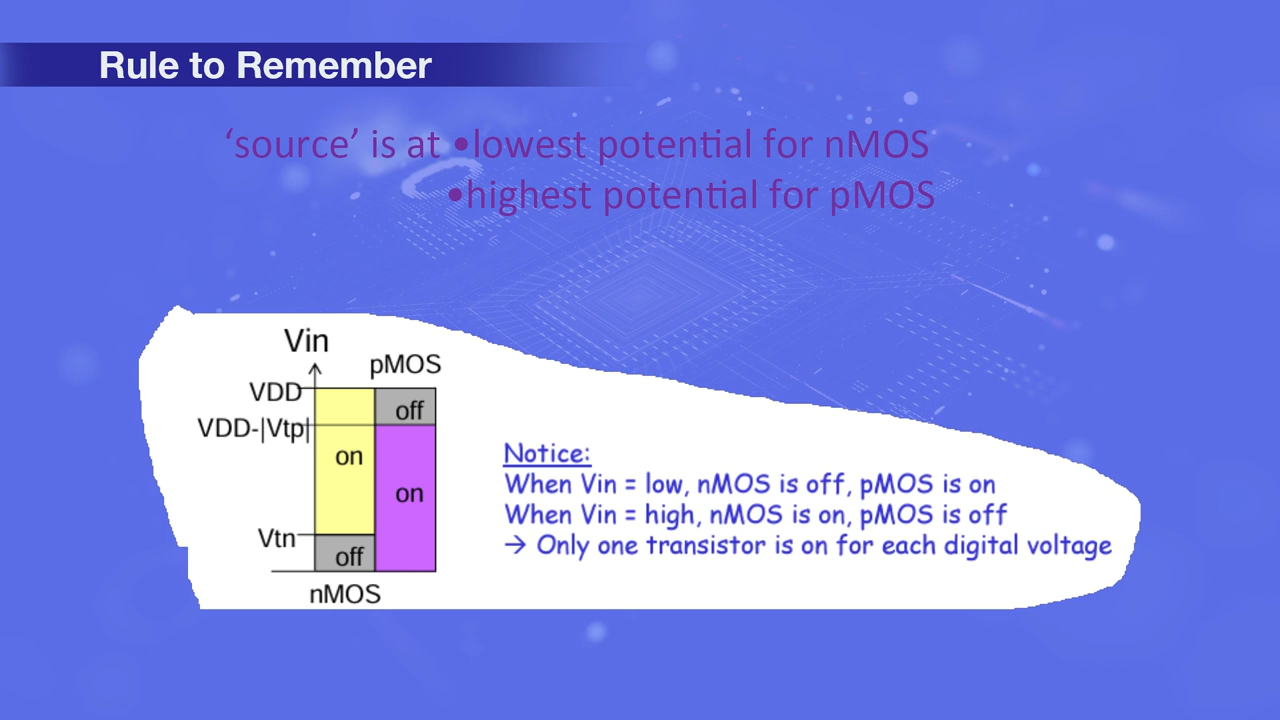 Rule to Remember
‘source’ is at •lowest potential for nMOS
•highest potential for pMOS
Vin
pMOS
VDD
off
VDD-|Vtp|
on
on
Vtn
off
nMOS
Notice:
When Vin = low, nMOS is off, pMOS is on
When Vin = high, nMOS is on, pMOS is off
→ Only one transistor is on for each digital voltage